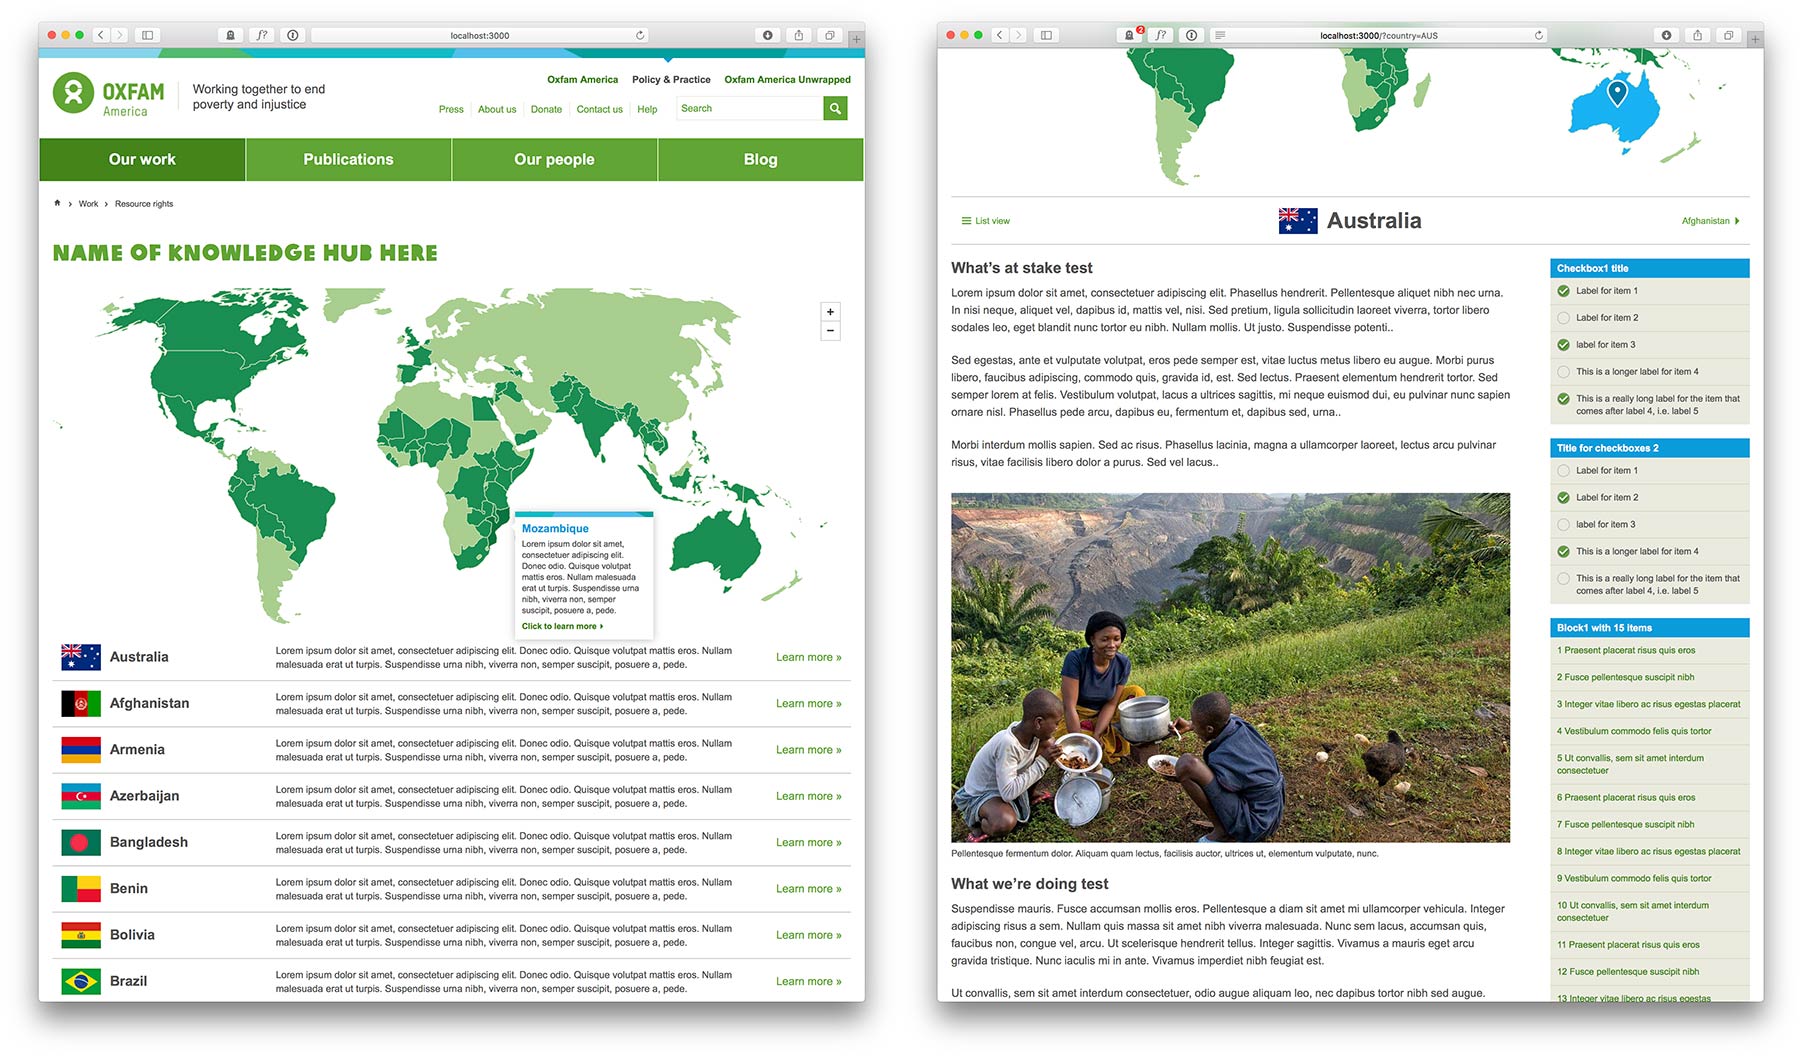 localhost:3000
OXFAM
America
Working together to end
poverty and injustice
Oxfam America
Policy & Practice
Oxfam America Unwrapped
Press
About us
Donate
Contact us
Help
Search
Our work
Publications
Our people
Blog
Work
Resource rights
NAME OF KNOWLEDGE HUB HERE
+
−
Mozambique
Lorem ipsum dolor sit amet,
consectetuer adipiscing elit.
Donec odio. Quisque volutpat
mattis eros. Nullam malesuada
erat ut turpis. Suspendisse urna
nibh, viverra non, semper
suscipit, posuere a, pede.
Click to learn more
Australia
Lorem ipsum dolor sit amet, consectetuer adipiscing elit. Donec odio. Quisque volutpat mattis eros. Nullam
malesuada erat ut turpis. Suspendisse urna nibh, viverra non, semper suscipit, posuere a, pede.
Learn more »
Afghanistan
Lorem ipsum dolor sit amet, consectetuer adipiscing elit. Donec odio. Quisque volutpat mattis eros. Nullam
malesuada erat ut turpis. Suspendisse urna nibh, viverra non, semper suscipit, posuere a, pede.
Learn more »
Armenia
Lorem ipsum dolor sit amet, consectetuer adipiscing elit. Donec odio. Quisque volutpat mattis eros. Nullam
malesuada erat ut turpis. Suspendisse urna nibh, viverra non, semper suscipit, posuere a, pede.
Learn more »
Azerbaijan
Lorem ipsum dolor sit amet, consectetuer adipiscing elit. Donec odio. Quisque volutpat mattis eros. Nullam
malesuada erat ut turpis. Suspendisse urna nibh, viverra non, semper suscipit, posuere a, pede.
Learn more »
Bangladesh
Lorem ipsum dolor sit amet, consectetuer adipiscing elit. Donec odio. Quisque volutpat mattis eros. Nullam
malesuada erat ut turpis. Suspendisse urna nibh, viverra non, semper suscipit, posuere a, pede.
Learn more »
Benin
Lorem ipsum dolor sit amet, consectetuer adipiscing elit. Donec odio. Quisque volutpat mattis eros. Nullam
malesuada erat ut turpis. Suspendisse urna nibh, viverra non, semper suscipit, posuere a, pede.
Learn more »
Bolivia
Lorem ipsum dolor sit amet, consectetuer adipiscing elit. Donec odio. Quisque volutpat mattis eros. Nullam
malesuada erat ut turpis. Suspendisse urna nibh, viverra non, semper suscipit, posuere a, pede.
Learn more »
Brazil
Lorem ipsum dolor sit amet, consectetuer adipiscing elit. Donec odio. Quisque volutpat mattis eros. Nullam
malesuada erat ut turpis. Suspendisse urna nibh, viverra non, semper suscipit, posuere a, pede.
Learn more »
2
localhost:3000/?country=AUS
List view
Australia
Afghanistan
What's at stake test
Lorem ipsum dolor sit amet, consectetuer adipiscing elit. Phasellus hendrerit. Pellentesque aliquet nibh nec urna.
In nisi neque, aliquet vel, dapibus id, mattis vel, nisi. Sed pretium, ligula sollicitudin laoreet viverra, tortor libero
sodales leo, eget blandit nunc tortor eu nibh. Nullam mollis. Ut justo. Suspendisse potenti..
Sed egestas, ante et vulputate volutpat, eros pede semper est, vitae luctus metus libero eu augue. Morbi purus
libero, faucibus adipiscing, commodo quis, gravida id, est. Sed lectus. Praesent elementum hendrerit tortor. Sed
semper lorem at felis. Vestibulum volutpat, lacus a ultrices sagittis, mi neque euismod dui, eu pulvinar nunc sapien
ornare nisl. Phasellus pede arcu, dapibus eu, fermentum et, dapibus sed, urna..
Morbi interdum mollis sapien. Sed ac risus. Phasellus lacinia, magna a ullamcorper laoreet, lectus arcu pulvinar
risus, vitae facilisis libero dolor a purus. Sed vel lacus..
Pellentesque fermentum dolor. Aliquam quam lectus, facilisis auctor, ultrices ut, elementum vulputate, nunc.
What we're doing test
Suspendisse mauris. Fusce accumsan mollis eros. Pellentesque a diam sit amet mi ullamcorper vehicula. Integer
adipiscing risus a sem. Nullam quis massa sit amet nibh viverra malesuada. Nunc sem lacus, accumsan quis,
faucibus non, congue vel, arcu. Ut scelerisque hendrerit tellus. Integer sagittis. Vivamus a mauris eget arcu
gravida tristique. Nunc iaculis mi in ante. Vivamus imperdiet nibh feugiat est.
Ut convallis, sem sit amet interdum consectetuer, odio augue aliquam leo, nec dapibus tortor nibh sed augue.
Checkbox1 title
Label for item 1
Label for item 2
label for item 3
This is a longer label for item 4
This is a really long label for the item that
comes after label 4, i.e. label 5
Title for checkboxes 2
Label for item 1
Label for item 2
label for item 3
This is a longer label for item 4
This is a really long label for the item that
comes after label 4, i.e. label 5
Block1 with 15 items
1 Praesent placerat risus quis eros
2 Fusce pellentesque suscipit nibh
3 Integer vitae libero ac risus egestas placerat
4 Vestibulum commodo felis quis tortor
5 Ut convallis, sem sit amet interdum
consectetuer
6 Praesent placerat risus quis eros
7 Fusce pellentesque suscipit nibh
8 Integer vitae libero ac risus egestas placerat
9 Vestibulum commodo felis quis tortor
10 Ut convallis, sem sit amet interdum
consectetuer
11 Praesent placerat risus quis eros
12 Fusce pellentesque suscipit nibh
13 Integer vitae libero ac risus egestas